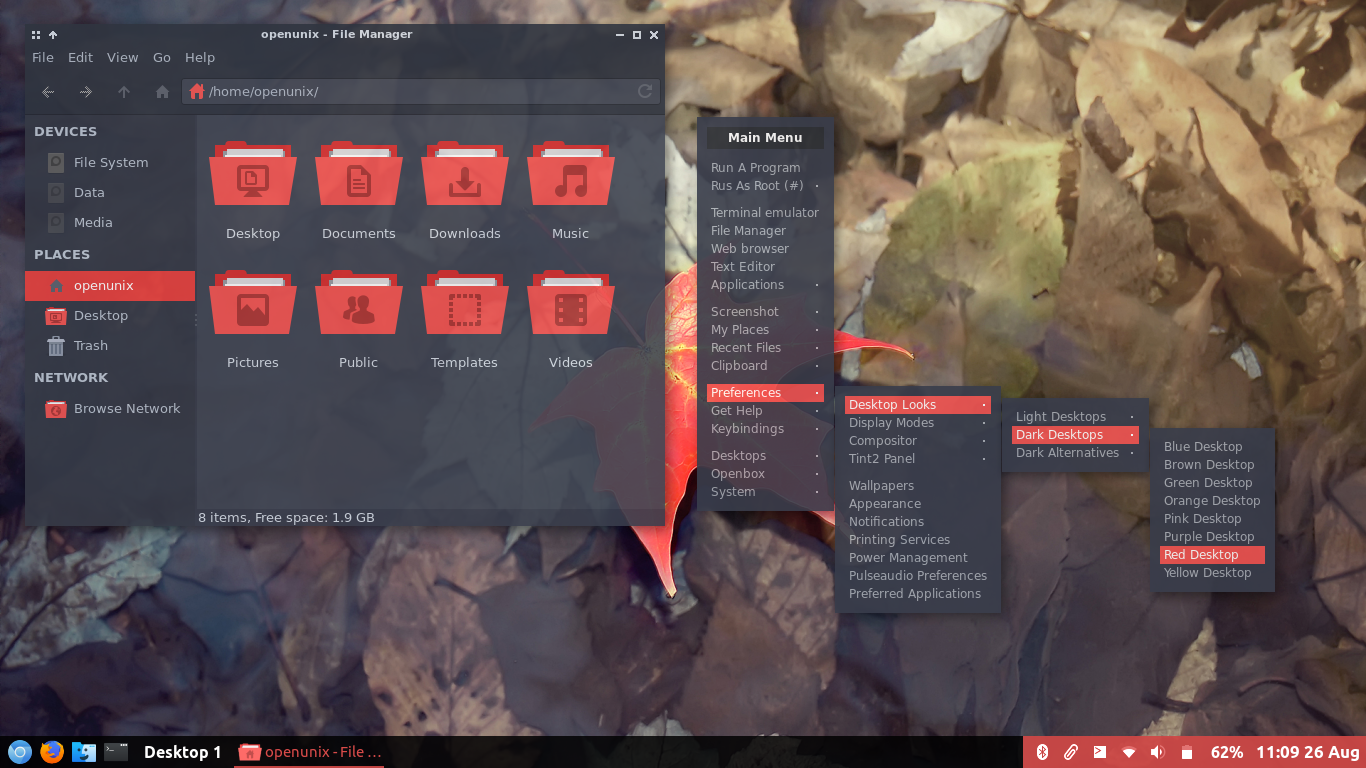 openunix - File Manager
File Edit View Go Help
/home/openunix/
DEVICES
File System
Data
Media
PLACES
openunix
Desktop
Trash
NETWORK
Browse Network
Desktop Documents Downloads Music
Pictures Public Templates Videos
8 items, Free space: 1.9 GB
Main Menu
Run A Program
Rus As Root (#)
Terminal emulator
File Manager
Web browser
Text Editor
Applications
Screenshot
My Places
Recent Files
Clipboard
Preferences
Get Help
Keybindings
Desktops
Openbox
System
Desktop Looks
Display Modes
Compositor
Tint2 Panel
Wallpapers
Appearance
Notifications
Printing Services
Power Management
Pulseaudio Preferences
Preferred Applications
Light Desktops
Dark Desktops
Dark Alternatives
Blue Desktop
Brown Desktop
Green Desktop
Orange Desktop
Pink Desktop
Purple Desktop
Red Desktop
Yellow Desktop
Desktop 1 openunix - File ... 62% 11:09 26 Aug